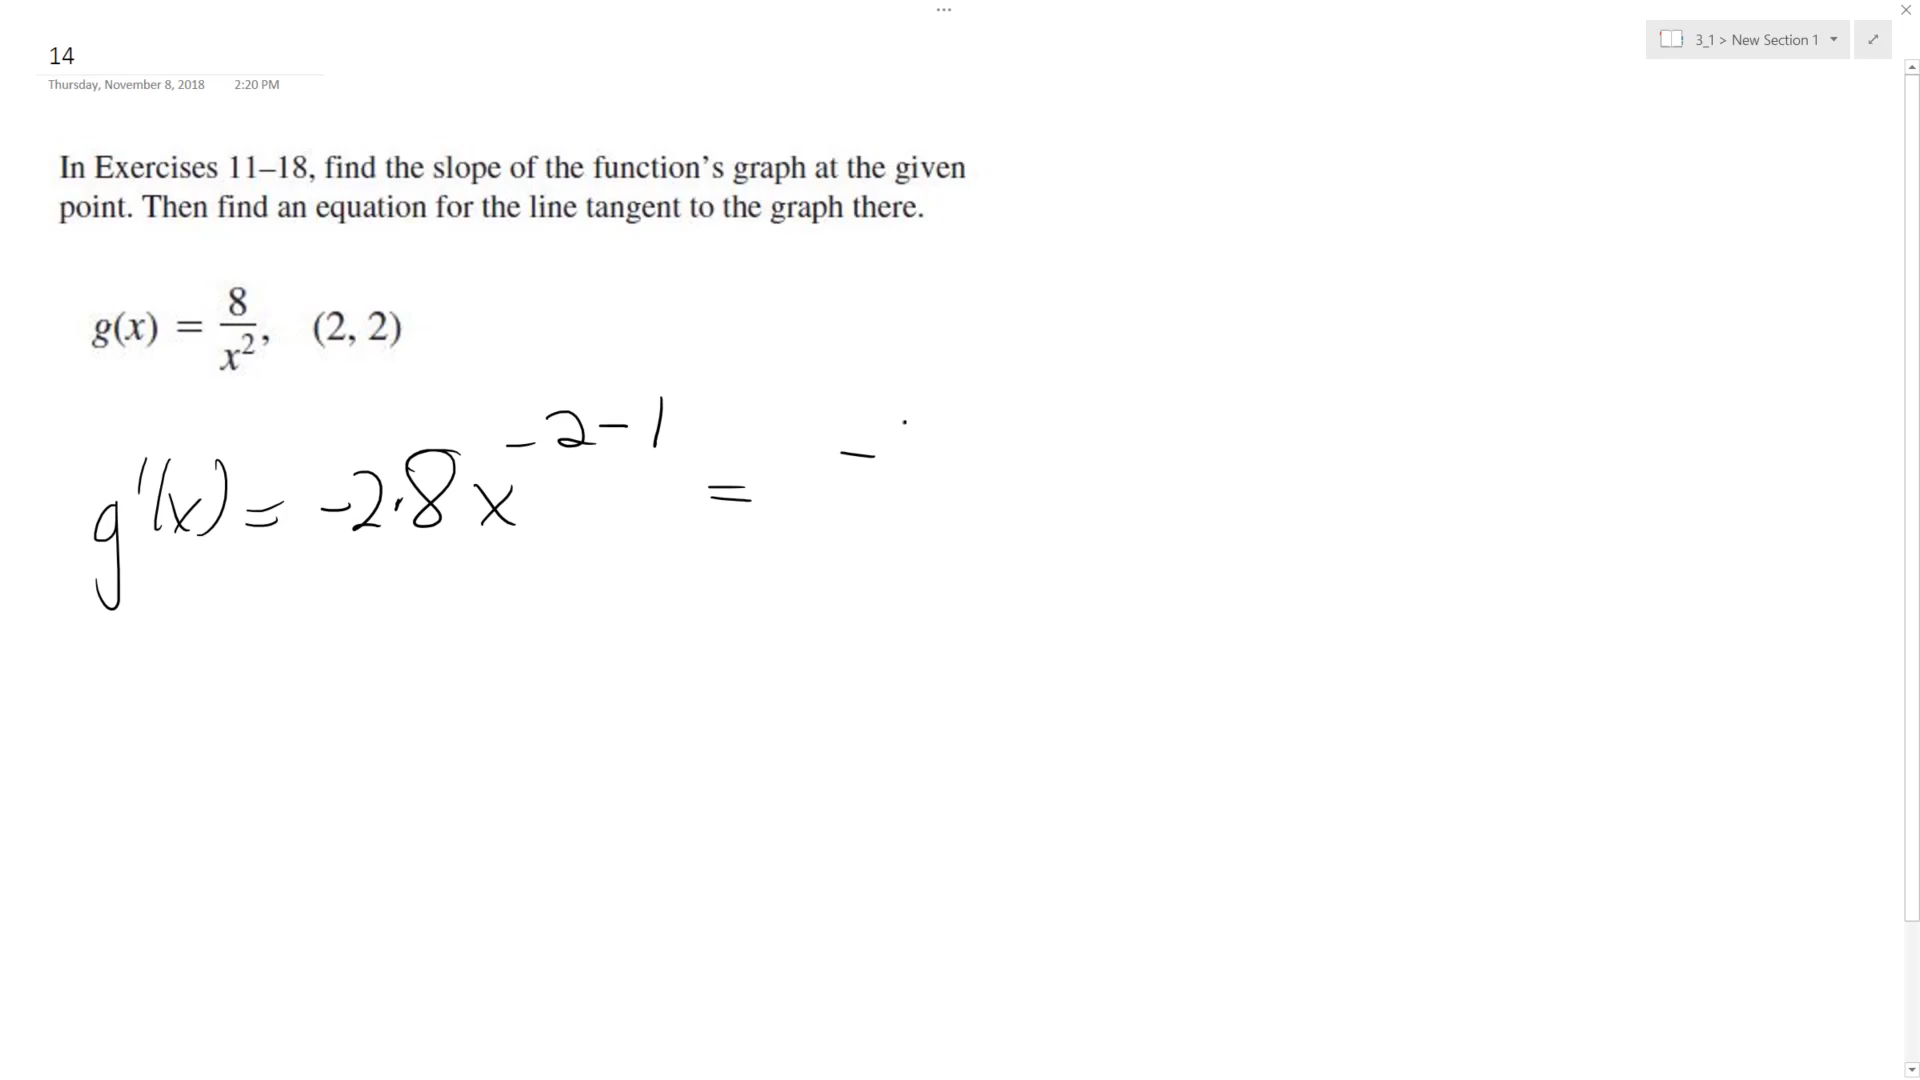 ...
3_1 > New Section 1
14
Thursday, November 8, 2018 2:20 PM
In Exercises 11–18, find the slope of the function's graph at the given
point. Then find an equation for the line tangent to the graph there.
g(x) = 8/x², (2, 2)
g'(x) = -2·8x^(-2-1) = -